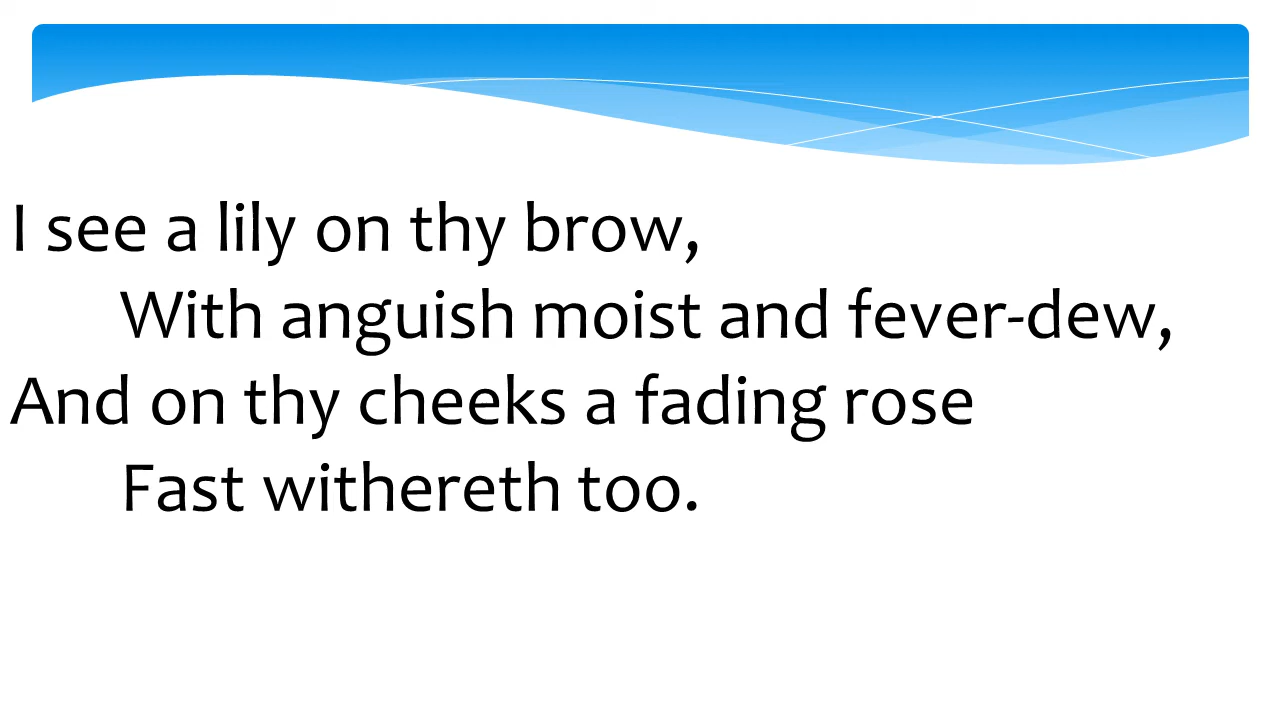 I see a lily on thy brow,
With anguish moist and fever-dew,
And on thy cheeks a fading rose
Fast withereth too.